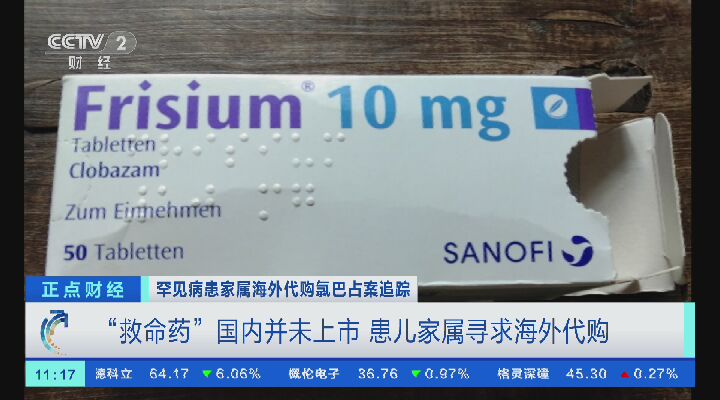 CCTV 2
财经
Frisium® 10 mg
Tabletten
Clobazam
Zum Einnehmen
50 Tabletten
SANOFI
正点财经 罕见病患家属海外代购氯巴占案追踪
“救命药”国内并未上市 患儿家属寻求海外代购
11:17 德科立 64.17 ▼6.06% 概伦电子 36.76 ▼0.97% 格灵深瞳 45.30 ▲0.27%